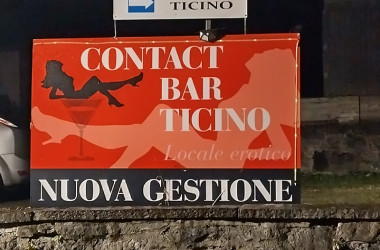 TICINO
CONTACT
BAR
TICINO
Locale erotico
NUOVA GESTIONE